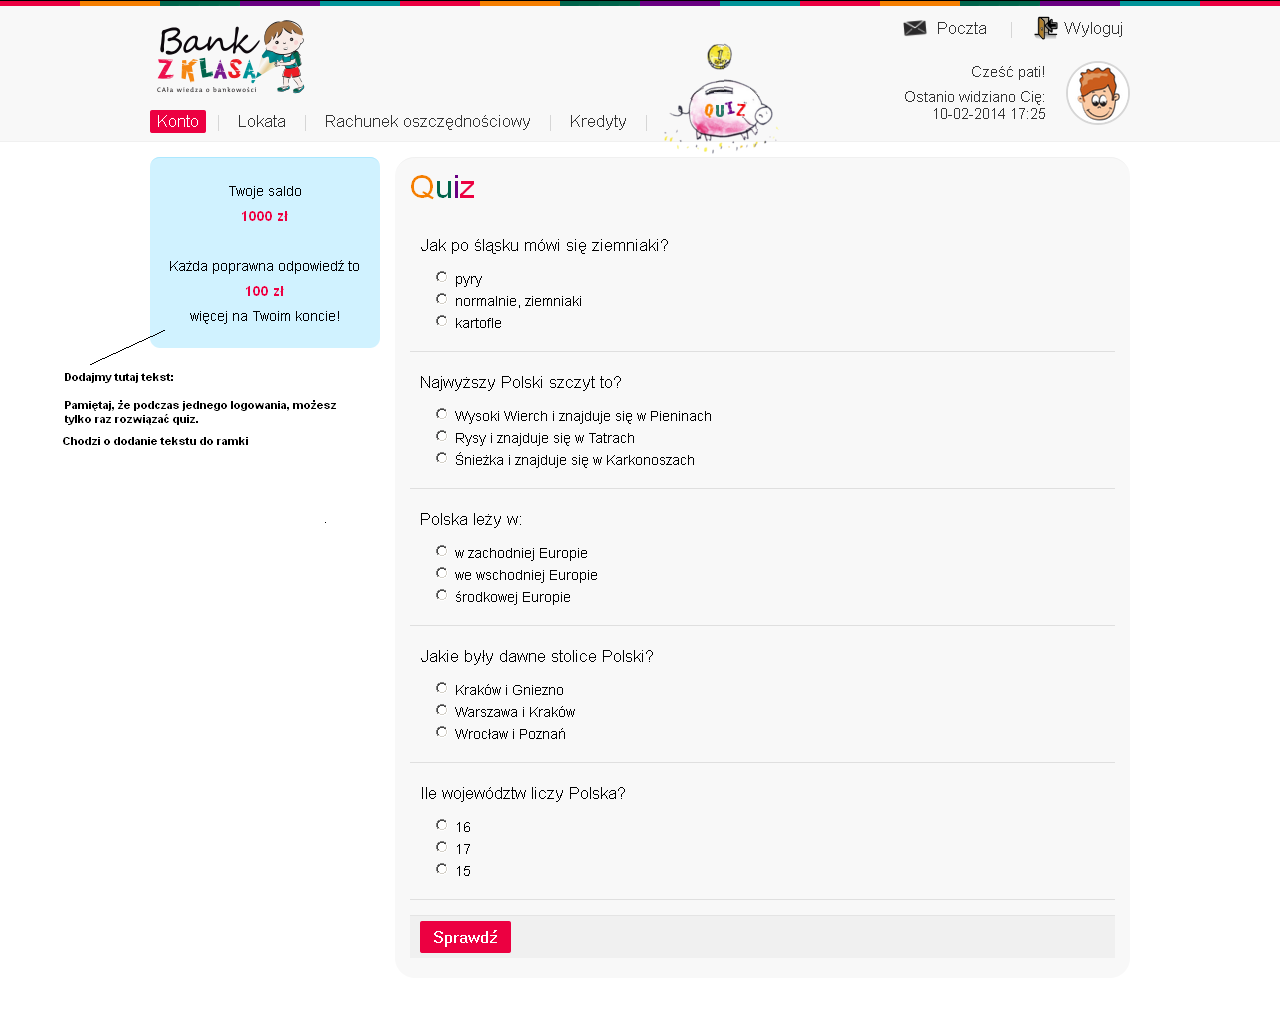 Bank
Z KLASĄ
CAła wiedza o bankowości
Poczta
Wyloguj
Cześć pati!
Ostanio widziano Cię:
10-02-2014 17:25
Konto
Lokata
Rachunek oszczędnościowy
Kredyty
QUIZ
Twoje saldo
1000 zł
Każda poprawna odpowiedź to
100 zł
więcej na Twoim koncie!
Dodajmy tutaj tekst:
Pamiętaj, że podczas jednego logowania, możesz
tylko raz rozwiązać quiz.
Chodzi o dodanie tekstu do ramki
Quiz
Jak po śląsku mówi się ziemniaki?
pyry
normalnie, ziemniaki
kartofle
Najwyższy Polski szczyt to?
Wysoki Wierch i znajduje się w Pieninach
Rysy i znajduje się w Tatrach
Śnieżka i znajduje się w Karkonoszach
Polska leży w:
w zachodniej Europie
we wschodniej Europie
środkowej Europie
Jakie były dawne stolice Polski?
Kraków i Gniezno
Warszawa i Kraków
Wrocław i Poznań
Ile województw liczy Polska?
16
17
15
Sprawdź